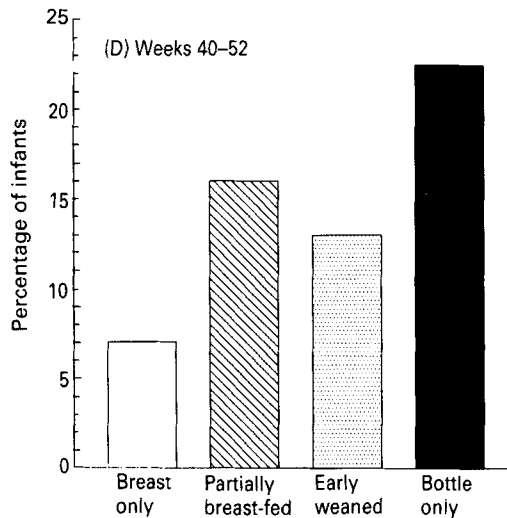 25
(D) Weeks 40–52
20
15
10
5
0
Percentage of infants
Breast only
Partially breast-fed
Early weaned
Bottle only